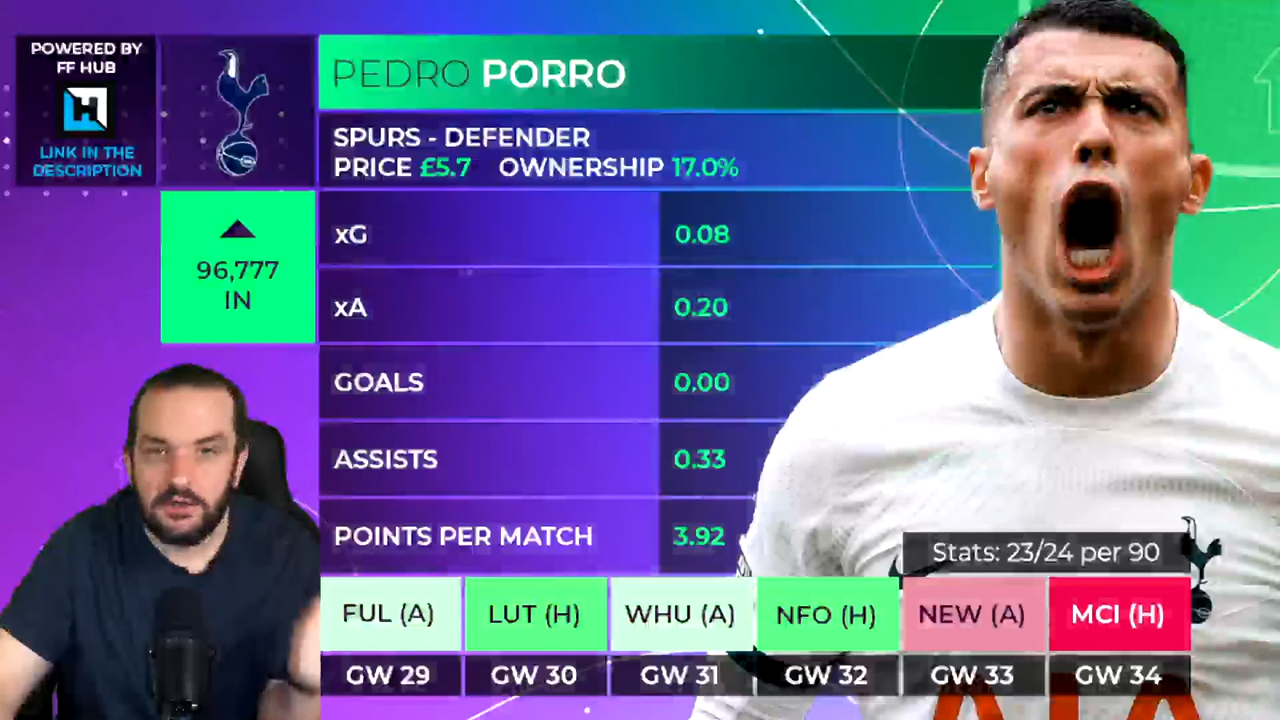 POWERED BY
FF HUB
LINK IN THE
DESCRIPTION
PEDRO PORRO
SPURS - DEFENDER
PRICE £5.7 OWNERSHIP 17.0%
96,777
IN
xG 0.08
xA 0.20
GOALS 0.00
ASSISTS 0.33
POINTS PER MATCH 3.92
Stats: 23/24 per 90
FUL (A) LUT (H) WHU (A) NFO (H) NEW (A) MCI (H)
GW 29 GW 30 GW 31 GW 32 GW 33 GW 34